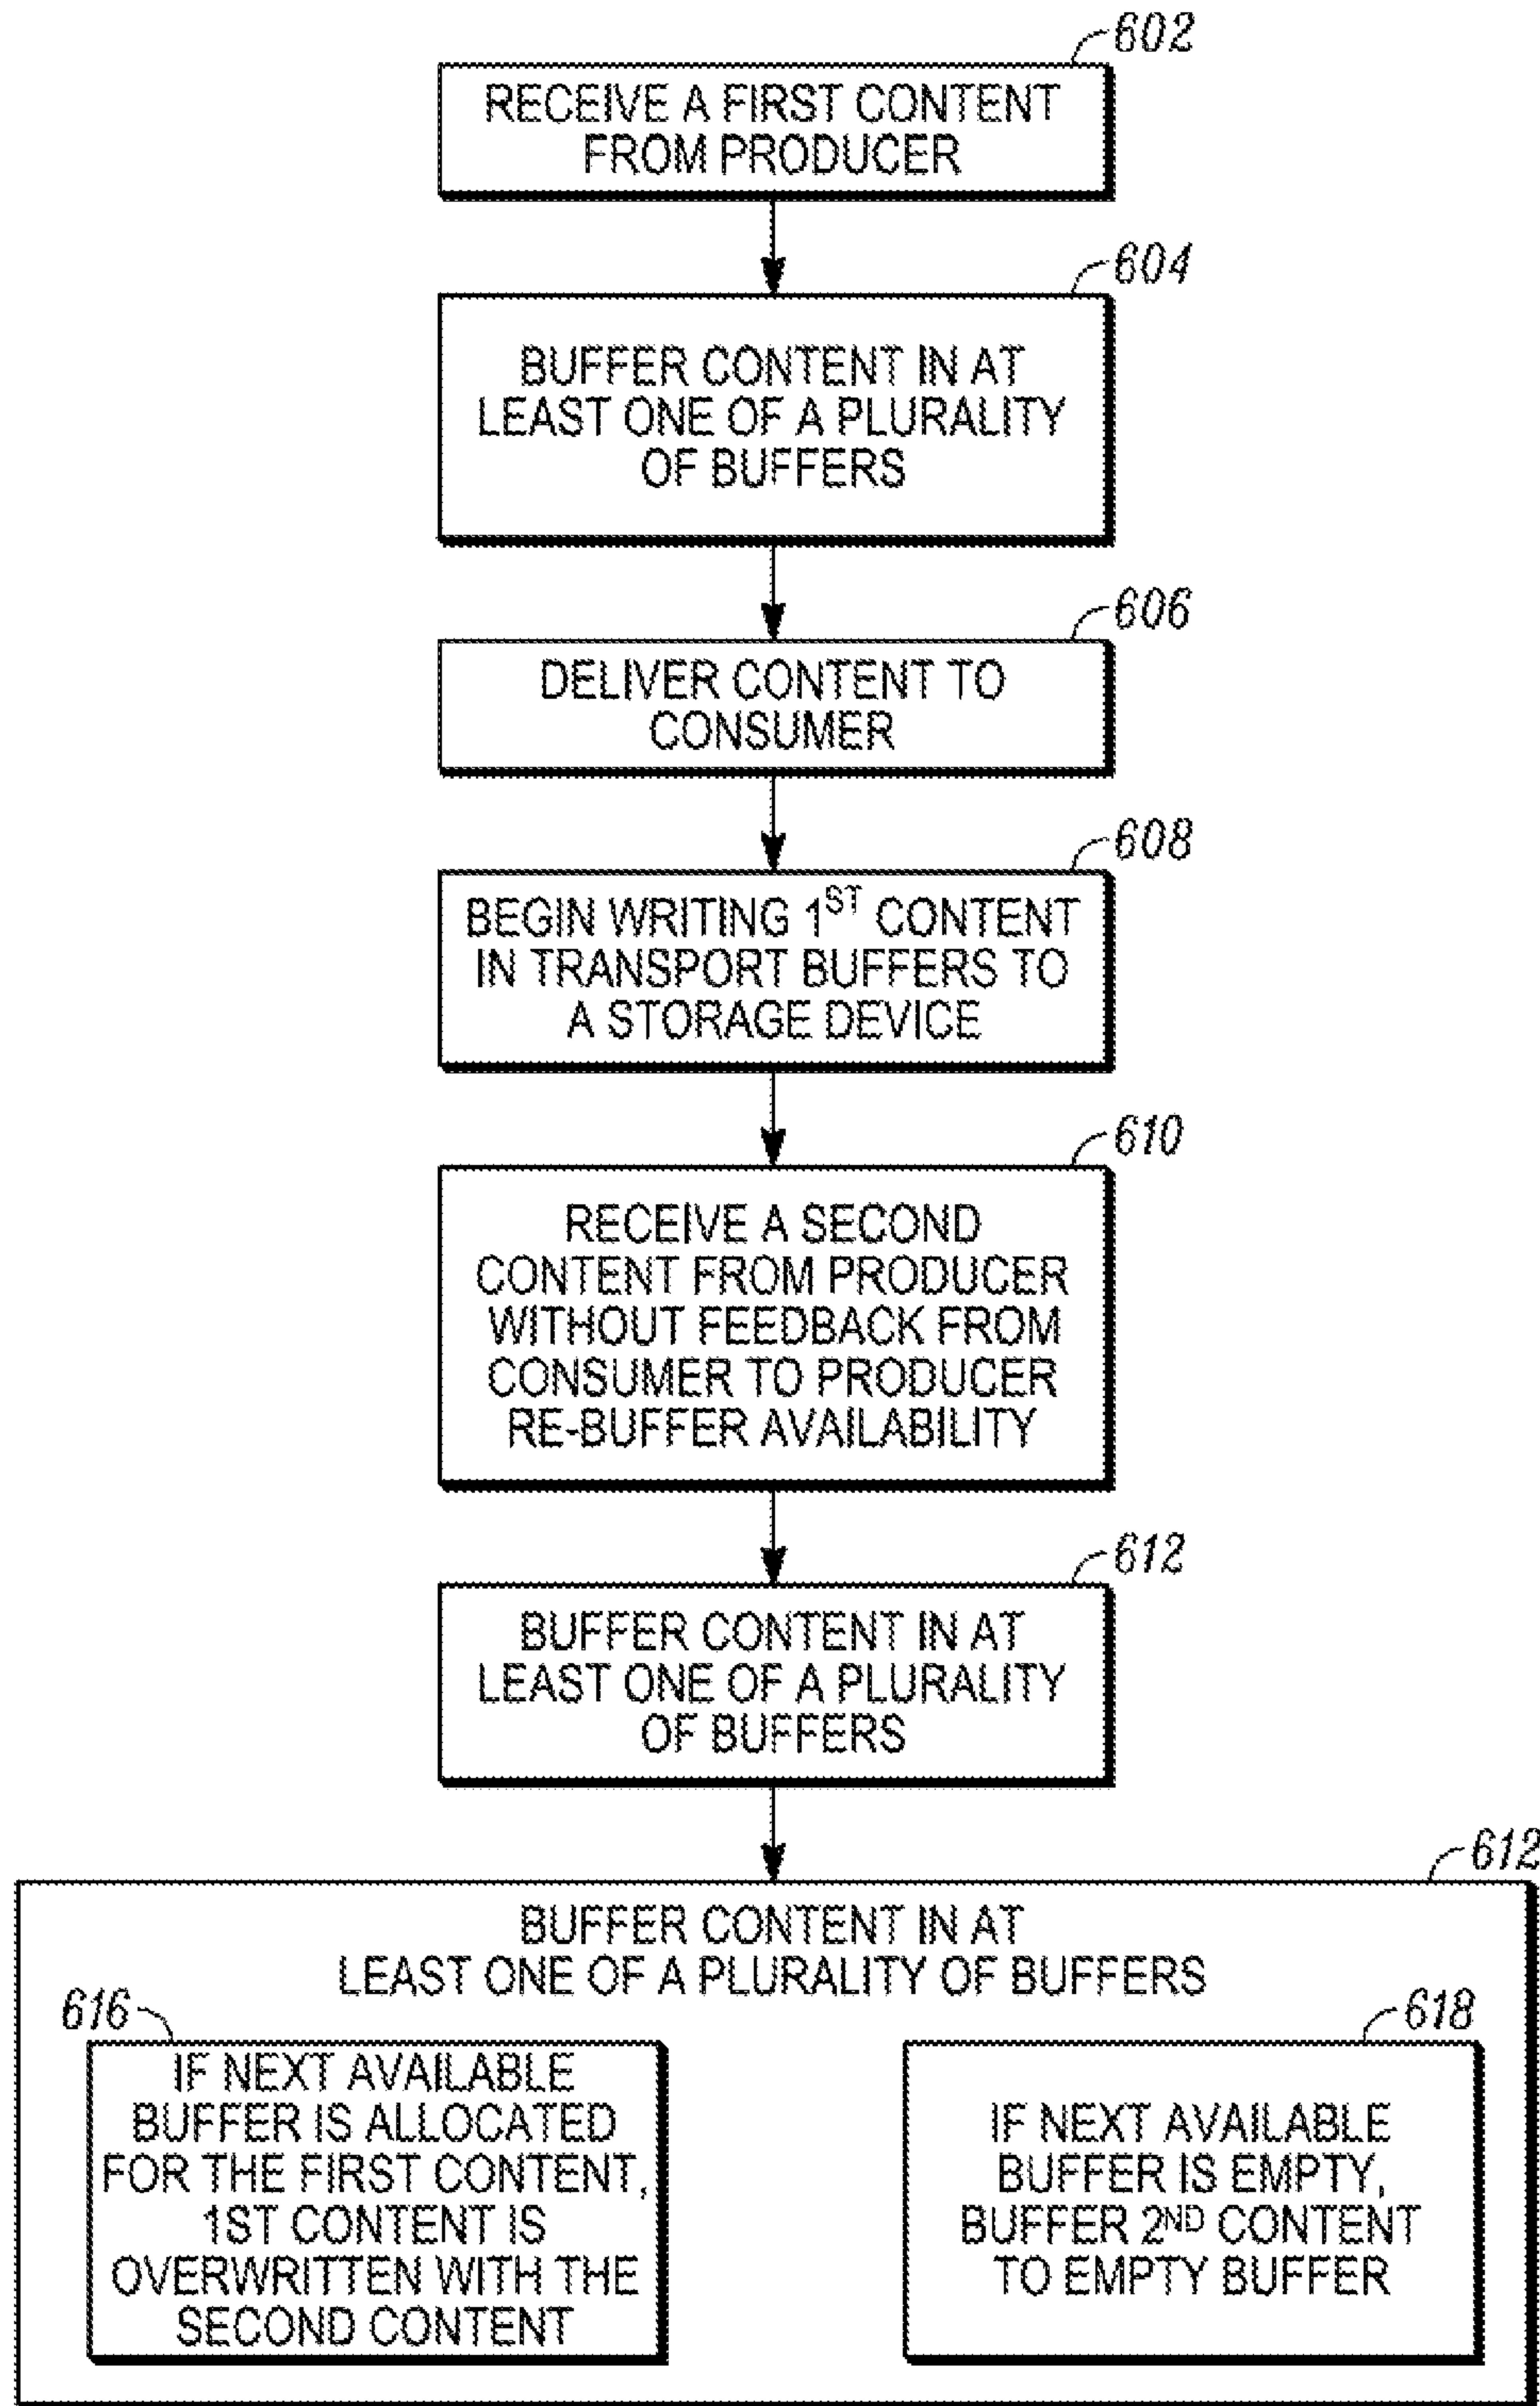 602
RECEIVE A FIRST CONTENT
FROM PRODUCER
604
BUFFER CONTENT IN AT
LEAST ONE OF A PLURALITY
OF BUFFERS
606
DELIVER CONTENT TO
CONSUMER
608
BEGIN WRITING 1ST CONTENT
IN TRANSPORT BUFFERS TO
A STORAGE DEVICE
610
RECEIVE A SECOND
CONTENT FROM PRODUCER
WITHOUT FEEDBACK FROM
CONSUMER TO PRODUCER
RE-BUFFER AVAILABILITY
612
BUFFER CONTENT IN AT
LEAST ONE OF A PLURALITY
OF BUFFERS
612
BUFFER CONTENT IN AT
LEAST ONE OF A PLURALITY OF BUFFERS
616
IF NEXT AVAILABLE
BUFFER IS ALLOCATED
FOR THE FIRST CONTENT,
1ST CONTENT IS
OVERWRITTEN WITH THE
SECOND CONTENT
618
IF NEXT AVAILABLE
BUFFER IS EMPTY,
BUFFER 2ND CONTENT
TO EMPTY BUFFER